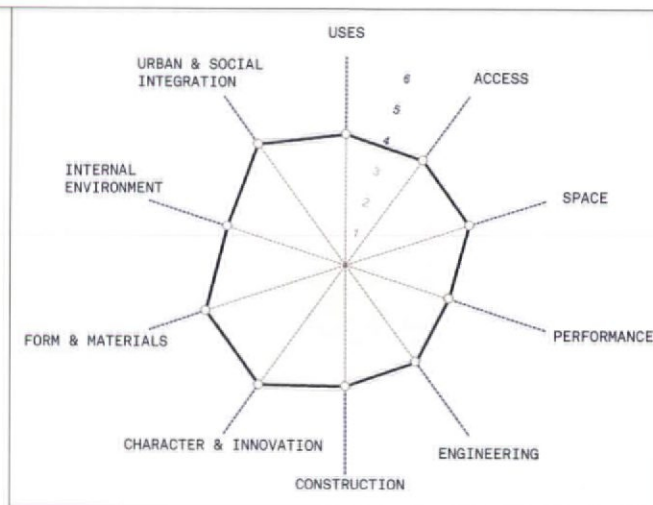 USES
URBAN & SOCIAL
INTEGRATION
6
ACCESS
5
4
INTERNAL
ENVIRONMENT
3
2
SPACE
1
FORM & MATERIALS
PERFORMANCE
CHARACTER & INNOVATION
ENGINEERING
CONSTRUCTION